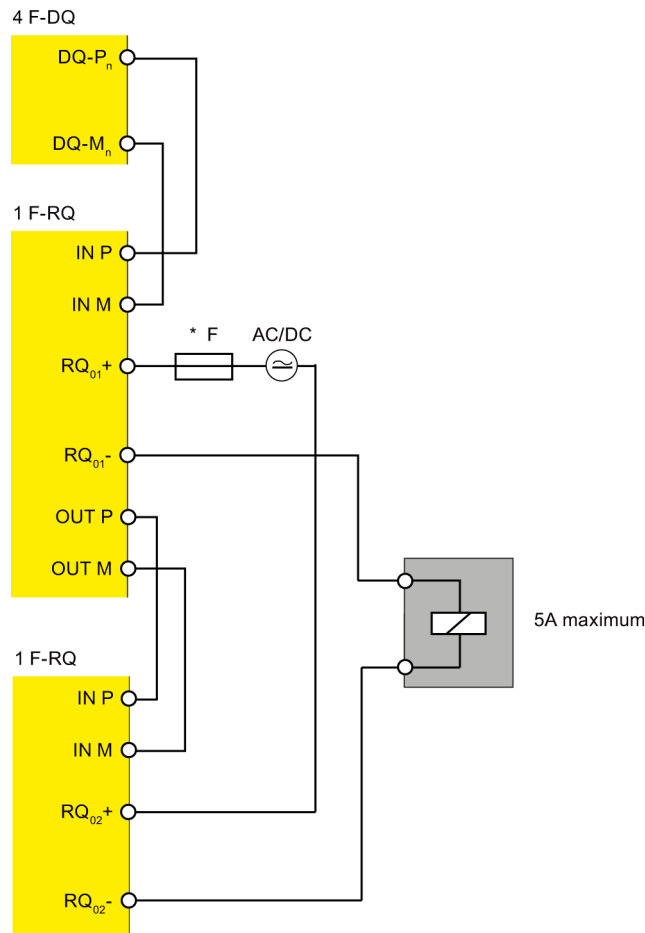 4 F-DQ
DQ-Pn
DQ-Mn
1 F-RQ
IN P
IN M
* F AC/DC
RQ01+
RQ01-
OUT P
OUT M
5A maximum
1 F-RQ
IN P
IN M
RQ02+
RQ02-